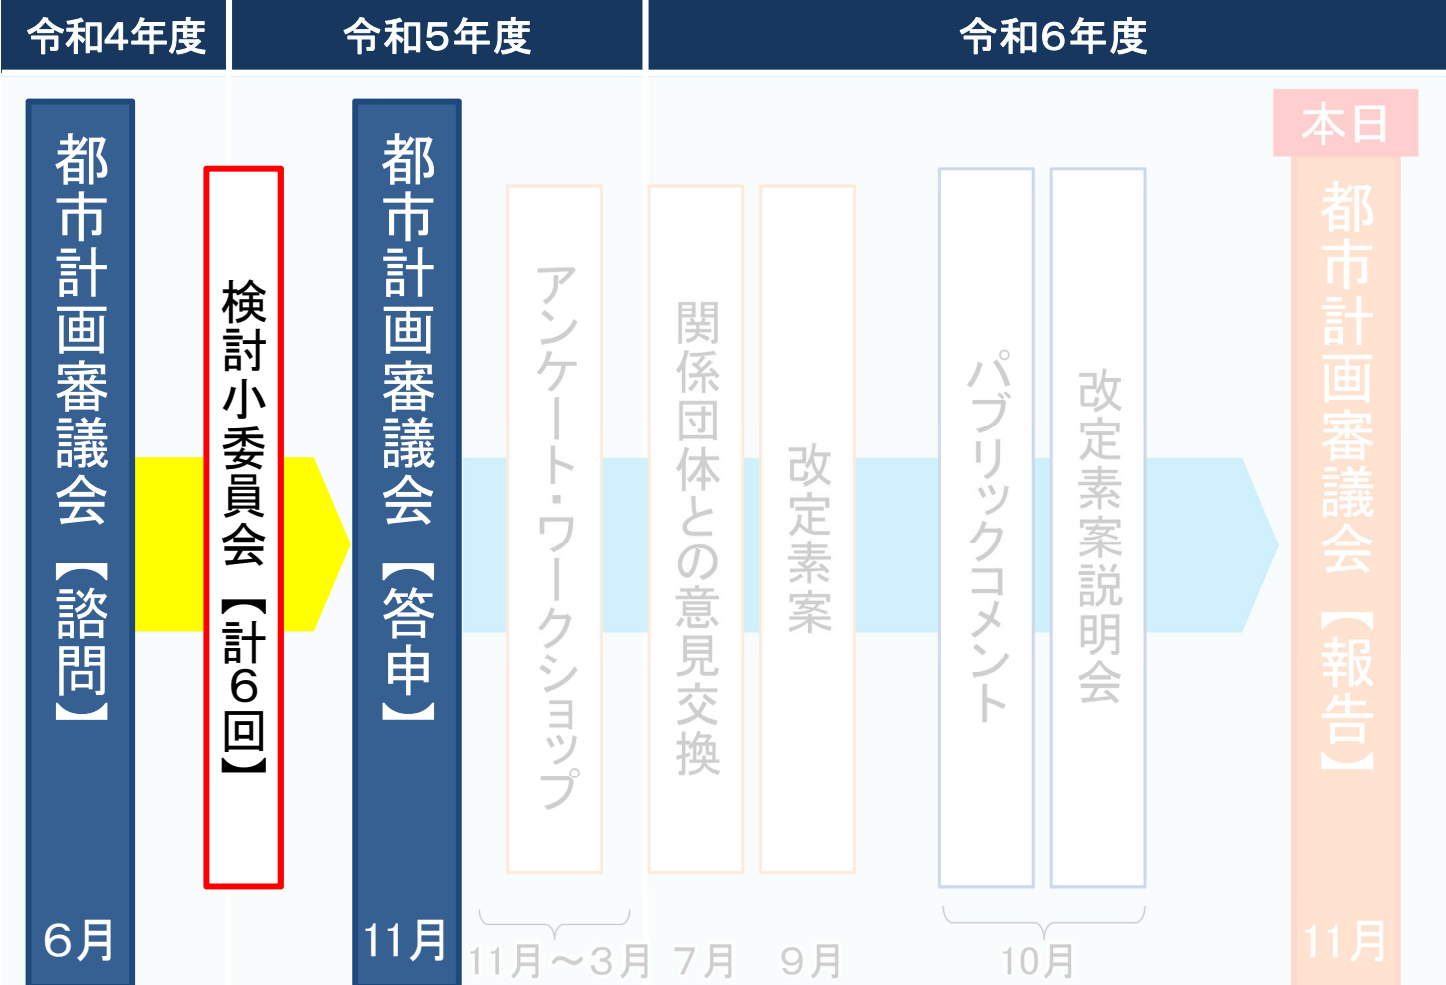 令和4年度
令和5年度
令和6年度
都市計画審議会【諮問】
6月
検討小委員会【計6回】
都市計画審議会【答申】
11月
アンケート・ワークショップ
11月～3月
関係団体との意見交換
7月
改定素案
9月
パブリックコメント
改定素案説明会
10月
本日
都市計画審議会【報告】
11月